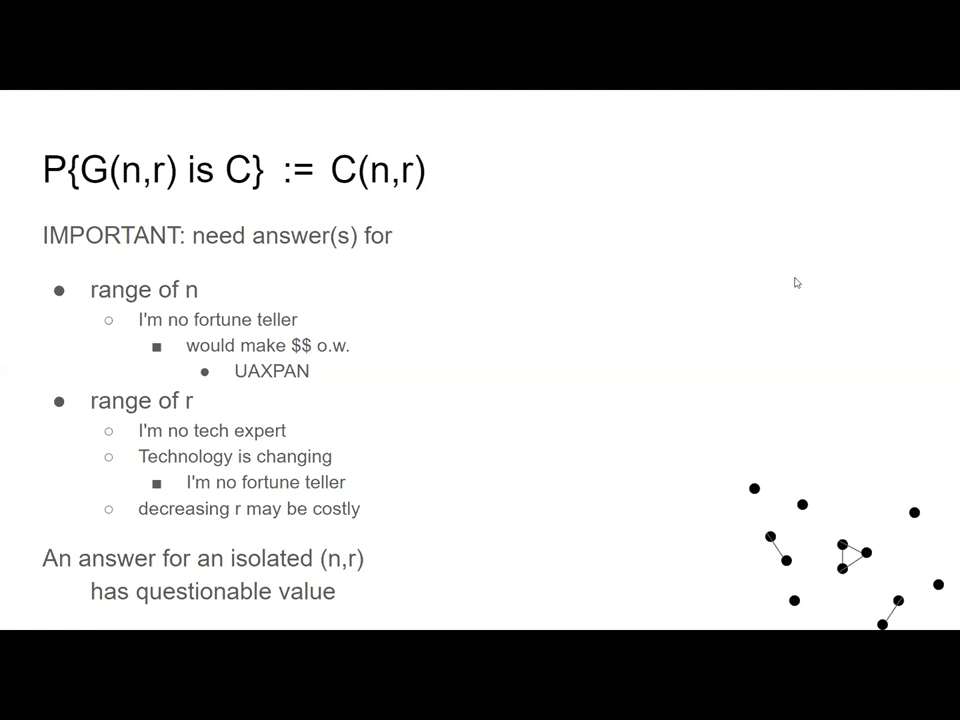 P{G(n,r) is C} := C(n,r)
IMPORTANT: need answer(s) for
● range of n
○ I'm no fortune teller
■ would make $$ o.w.
● UAXPAN
● range of r
○ I'm no tech expert
○ Technology is changing
■ I'm no fortune teller
○ decreasing r may be costly
An answer for an isolated (n,r)
has questionable value